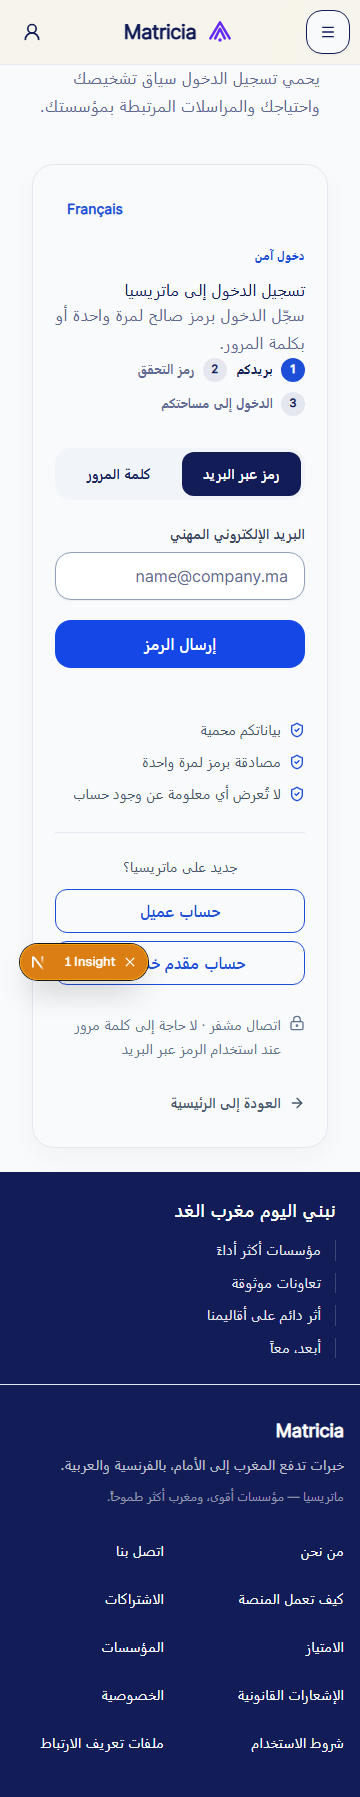 Matricia
يحمي تسجيل الدخول سياق تشخيصك
واحتياجك والمراسلات المرتبطة بمؤسستك.
Français
دخول آمن
تسجيل الدخول إلى ماتريسيا
سجّل الدخول برمز صالح لمرة واحدة أو
بكلمة المرور.
1 بريدكم 2 رمز التحقق
3 الدخول إلى مساحتكم
رمز عبر البريد كلمة المرور
البريد الإلكتروني المهني
name@company.ma
إرسال الرمز
بياناتكم محمية
مصادقة برمز لمرة واحدة
لا تُعرض أي معلومة عن وجود حساب
جديد على ماتريسيا؟
حساب عميل
حساب مقدم
1 Insight
اتصال مشفر · لا حاجة إلى كلمة مرور
عند استخدام الرمز عبر البريد
العودة إلى الرئيسية
نبني اليوم مغرب الغد
مؤسسات أكثر أداءً
تعاونات موثوقة
أثر دائم على أقاليمنا
أبعد، معاً
Matricia
خبرات تدفع المغرب إلى الأمام، بالفرنسية والعربية.
ماتريسيا — مؤسسات أقوى، ومغرب أكثر طموحاً.
من نحن اتصل بنا
كيف تعمل المنصة الاشتراكات
الامتياز المؤسسات
الإشعارات القانونية الخصوصية
شروط الاستخدام ملفات تعريف الارتباط